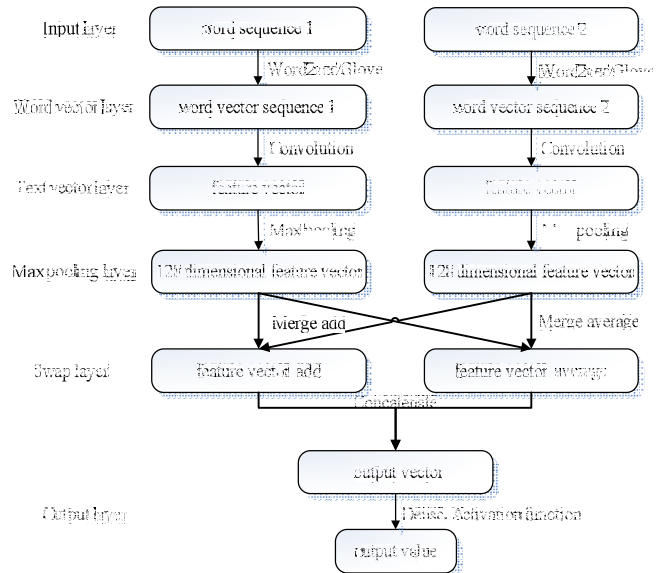 Input layer
word sequence 1
word sequence 2
Word2vec/Glove
Word2vec/Glove
Word vector layer
word vector sequence 1
word vector sequence 2
Convolution
Convolution
Text vector layer
feature vector
feature vector
Maxpooling
Maxpooling
Maxpooling layer
128 dimensional feature vector
128 dimensional feature vector
Merge add
Merge average
Swap layer
feature vector add
feature vector average
Concatenate
output vector
Output layer
Dense, Activation function
output value